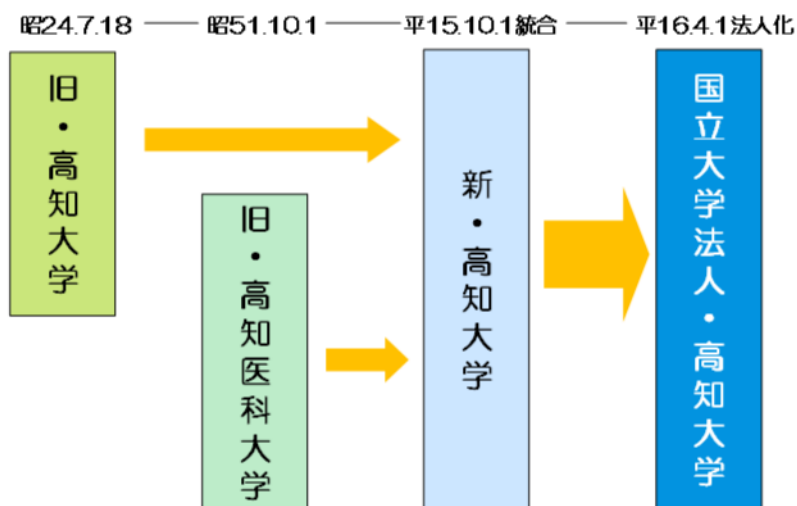 昭24.7.18 ── 昭51.10.1 ── 平15.10.1統合 ── 平16.4.1法人化
旧・高知大学
旧・高知医科大学
新・高知大学
国立大学法人・高知大学